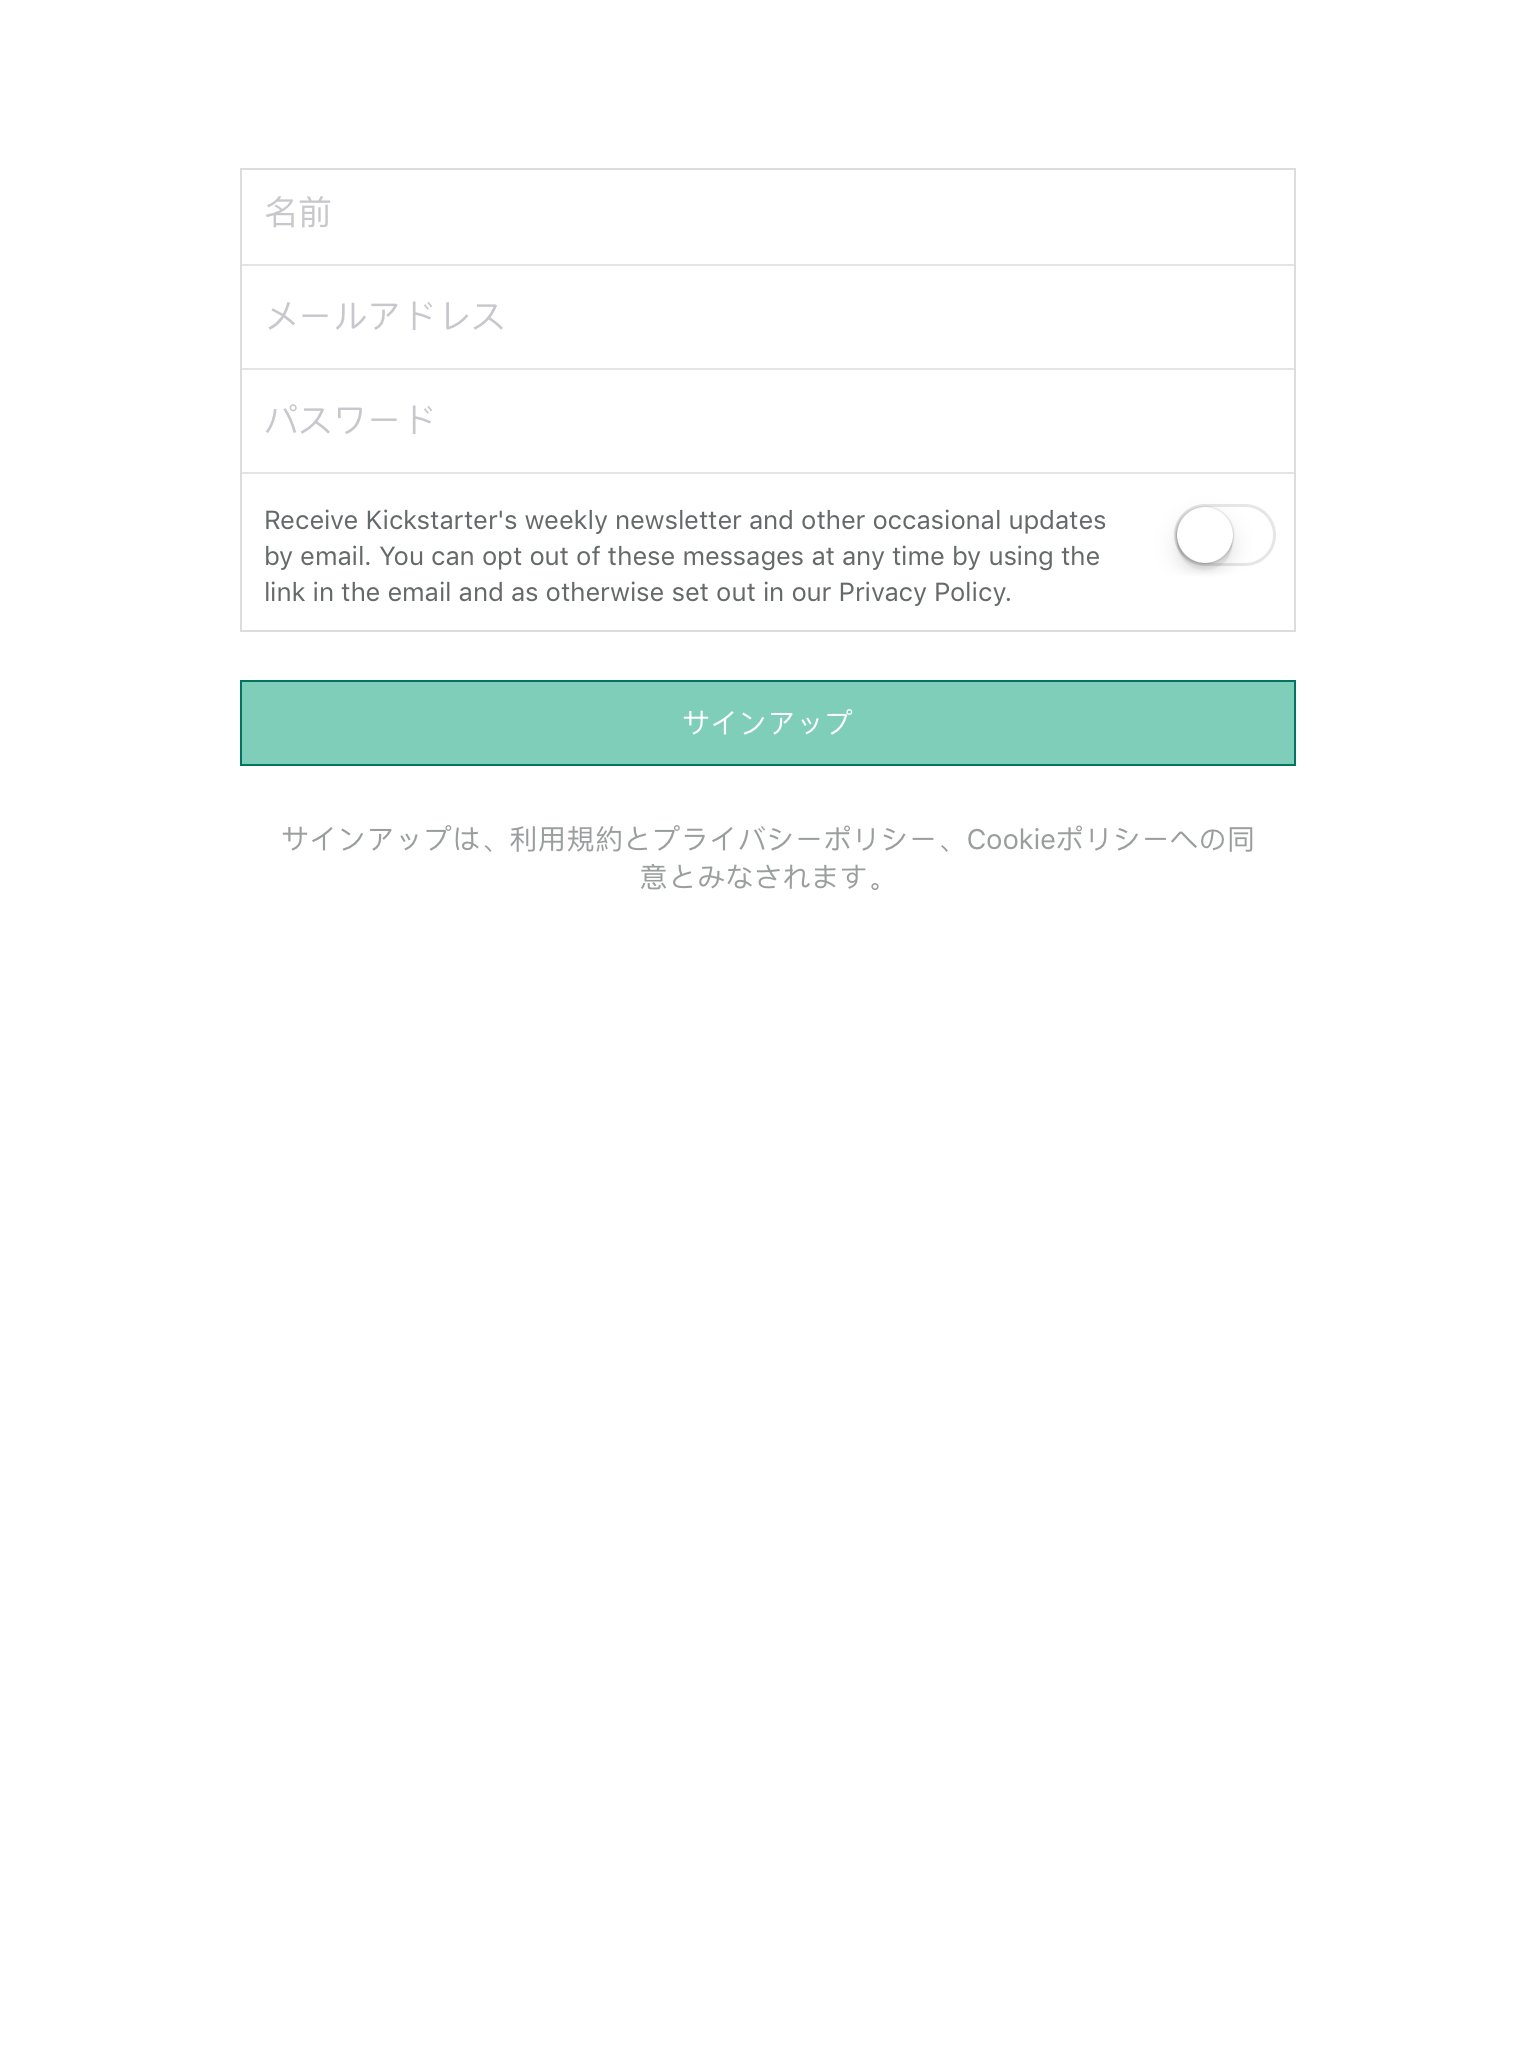 名前
メールアドレス
パスワード
Receive Kickstarter's weekly newsletter and other occasional updates
by email. You can opt out of these messages at any time by using the
link in the email and as otherwise set out in our Privacy Policy.
サインアップ
サインアップは、利用規約とプライバシーポリシー、Cookieポリシーへの同
意とみなされます。